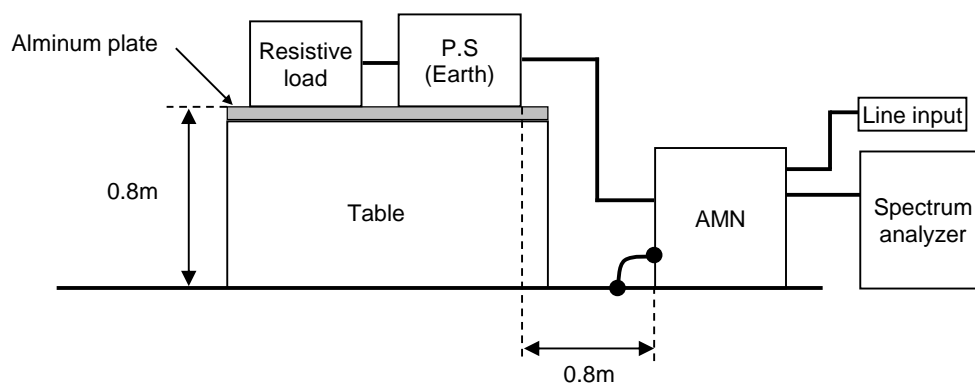 Alminum plate
Resistive
load
P.S
(Earth)
Line input
0.8m
Table
AMN
Spectrum
analyzer
0.8m